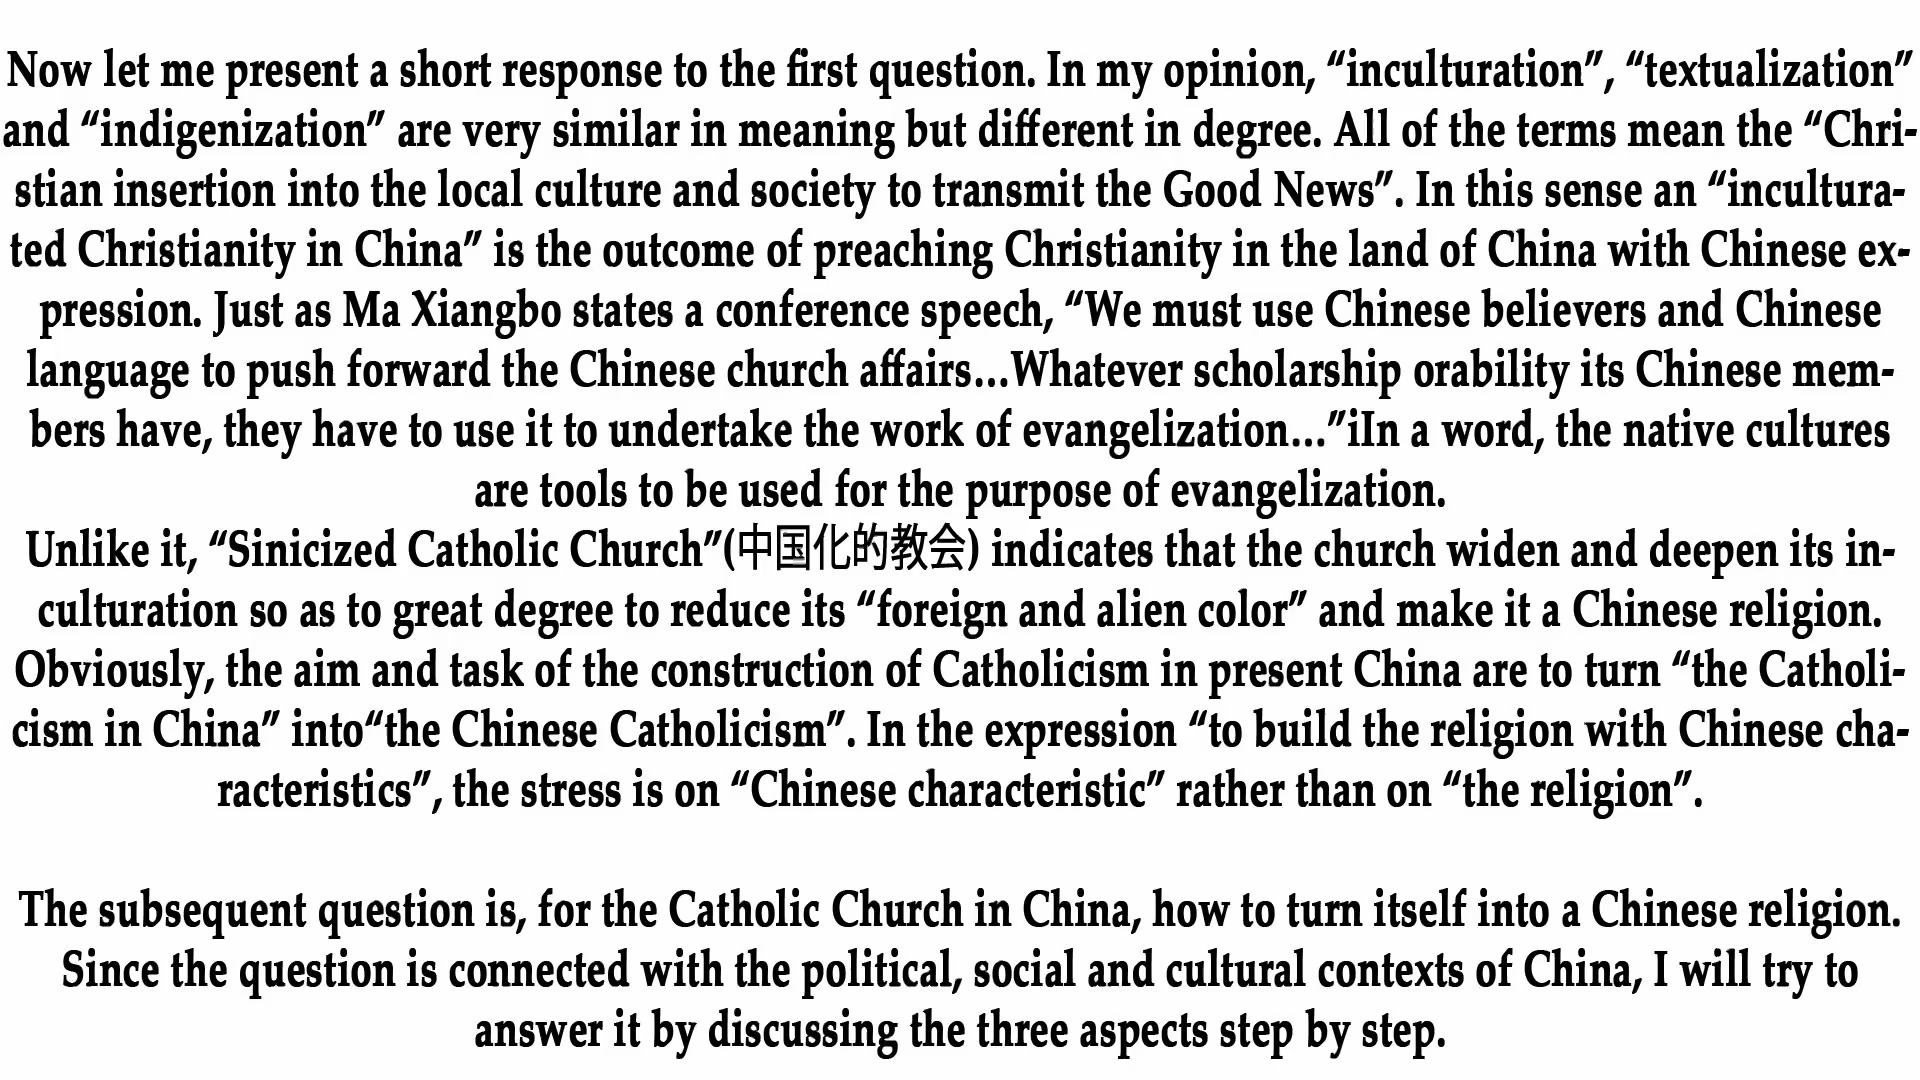 Now let me present a short response to the first question. In my opinion, “inculturation”, “textualization”
and “indigenization” are very similar in meaning but different in degree. All of the terms mean the “Chri-
stian insertion into the local culture and society to transmit the Good News”. In this sense an “incultura-
ted Christianity in China” is the outcome of preaching Christianity in the land of China with Chinese ex-
pression. Just as Ma Xiangbo states a conference speech, “We must use Chinese believers and Chinese
language to push forward the Chinese church affairs…Whatever scholarship orability its Chinese mem-
bers have, they have to use it to undertake the work of evangelization…”iIn a word, the native cultures
are tools to be used for the purpose of evangelization.
Unlike it, “Sinicized Catholic Church”(中国化的教会) indicates that the church widen and deepen its in-
culturation so as to great degree to reduce its “foreign and alien color” and make it a Chinese religion.
Obviously, the aim and task of the construction of Catholicism in present China are to turn “the Catholi-
cism in China” into“the Chinese Catholicism”. In the expression “to build the religion with Chinese cha-
racteristics”, the stress is on “Chinese characteristic” rather than on “the religion”.
The subsequent question is, for the Catholic Church in China, how to turn itself into a Chinese religion.
Since the question is connected with the political, social and cultural contexts of China, I will try to
answer it by discussing the three aspects step by step.